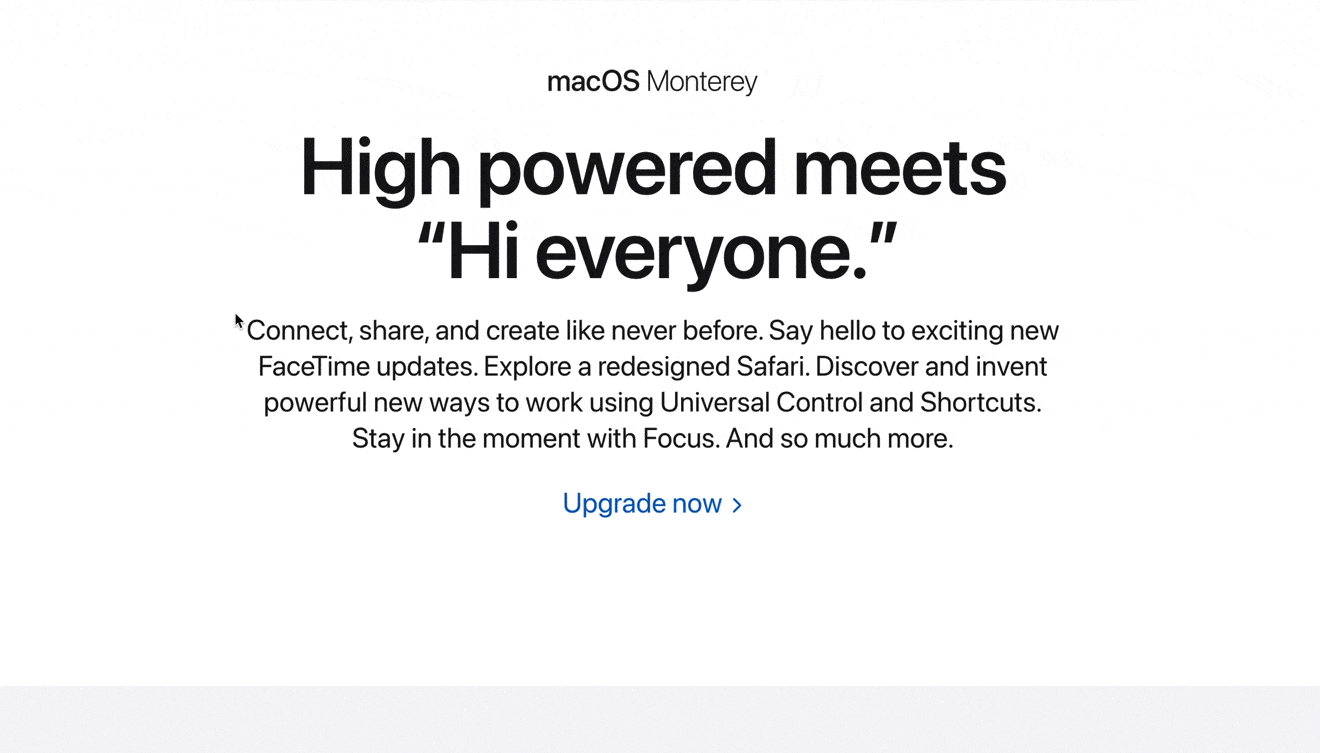 macOS Monterey
High powered meets
“Hi everyone.”
Connect, share, and create like never before. Say hello to exciting new
FaceTime updates. Explore a redesigned Safari. Discover and invent
powerful new ways to work using Universal Control and Shortcuts.
Stay in the moment with Focus. And so much more.
Upgrade now >